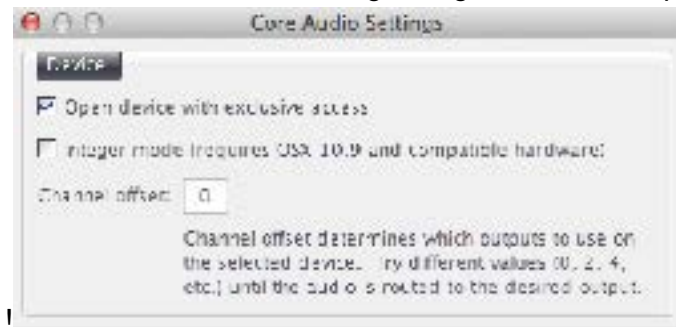 Core Audio Settings
Device
Open device with exclusive access
Integer mode (requires OSX 10.9 and compatible hardware)
Channel offset: 0
Channel offset determines which outputs to use on
the selected device. Try different values (0, 2, 4,
etc.) until the audio is routed to the desired output.
!